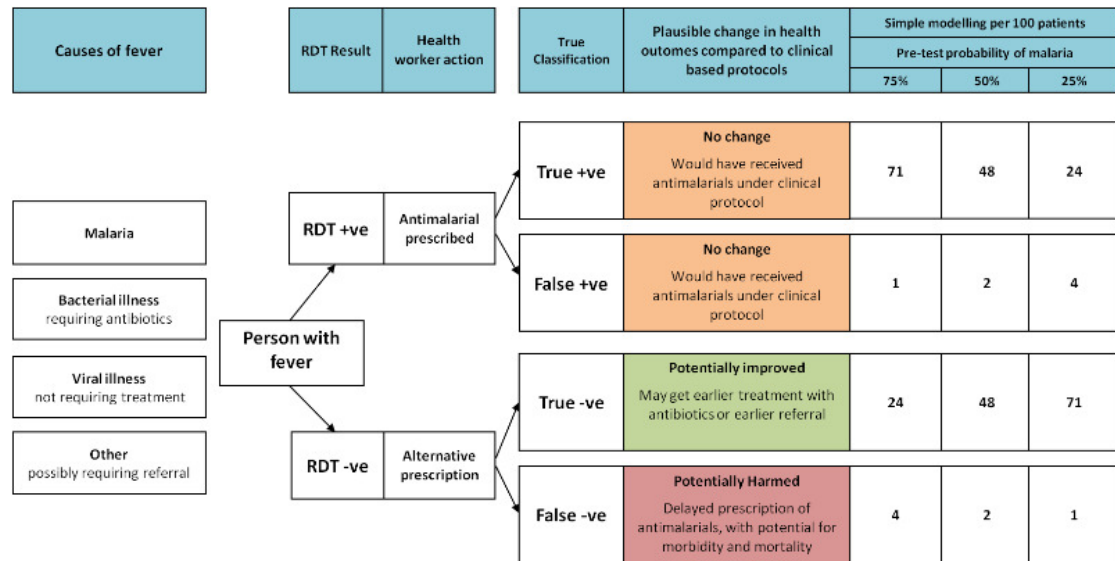 Causes of fever
RDT Result
Health
worker action
True
Classification
Plausible change in health
outomes compared to clinical
based protocols
Simple modelling per 100 patients
Pre-test probability of malaria
75%
50%
25%
Malaria
Bacterial illness
requiring antibiotics
Viral illness
not requiring treatment
Other
possibly requiring referral
Person with
fever
RDT +ve
Antimalarial
prescribed
RDT -ve
Alternative
prescription
True +ve
No change
Would have received
antimalarials under clinical
protocol
71
48
24
False +ve
No change
Would have received
antimalarials under clinical
protocol
1
2
4
True -ve
Potentially improved
May get earlier treatment with
antibiotics or earlier referral
24
48
71
False -ve
Potentially Harmed
Delayed prescription of
antimalarials, with potential for
morbidity and mortality
4
2
1